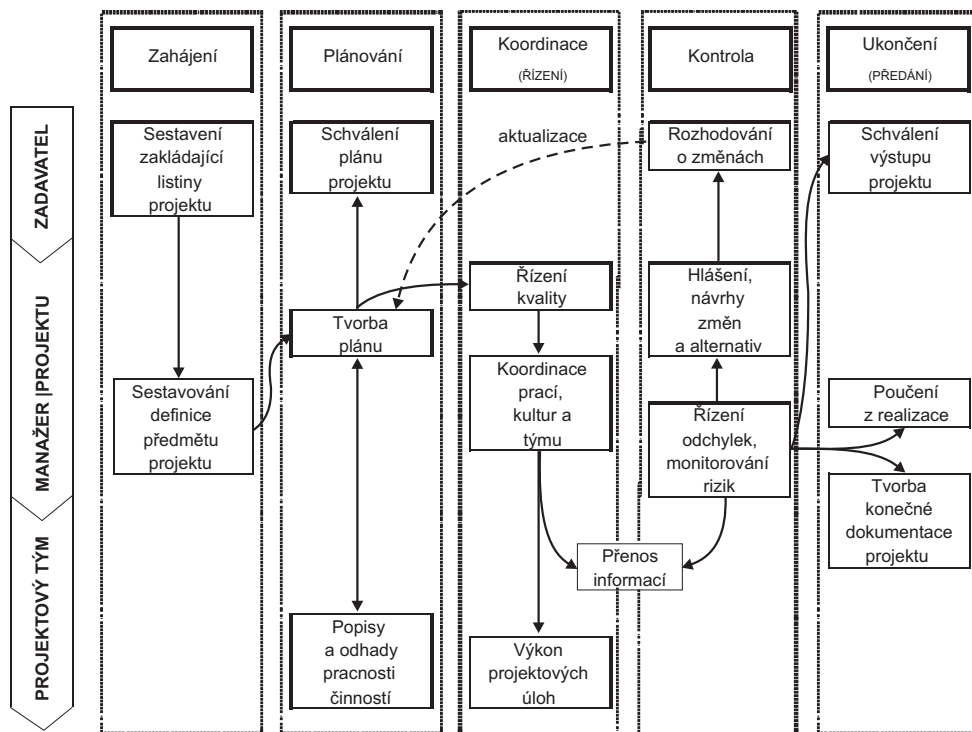 Zahájení
Plánování
Koordinace
(ŘÍZENÍ)
Kontrola
Ukončení
(PŘEDÁNÍ)
ZADAVATEL
MANAŽER |PROJEKTU
PROJEKTOVÝ TÝM
Sestavení
zakládající
listiny
projektu
Sestavování
definice
předmětu
projektu
Schválení
plánu
projektu
Tvorba
plánu
Popisy
a odhady
pracnosti
činností
aktualizace
Řízení
kvality
Koordinace
prací,
kultur a
týmu
Přenos
informací
Výkon
projektových
úloh
Rozhodování
o změnách
Hlášení,
návrhy
změn
a alternativ
Řízení
odchylek,
monitorování
rizik
Schválení
výstupu
projektu
Poučení
z realizace
Tvorba
konečné
dokumentace
projektu